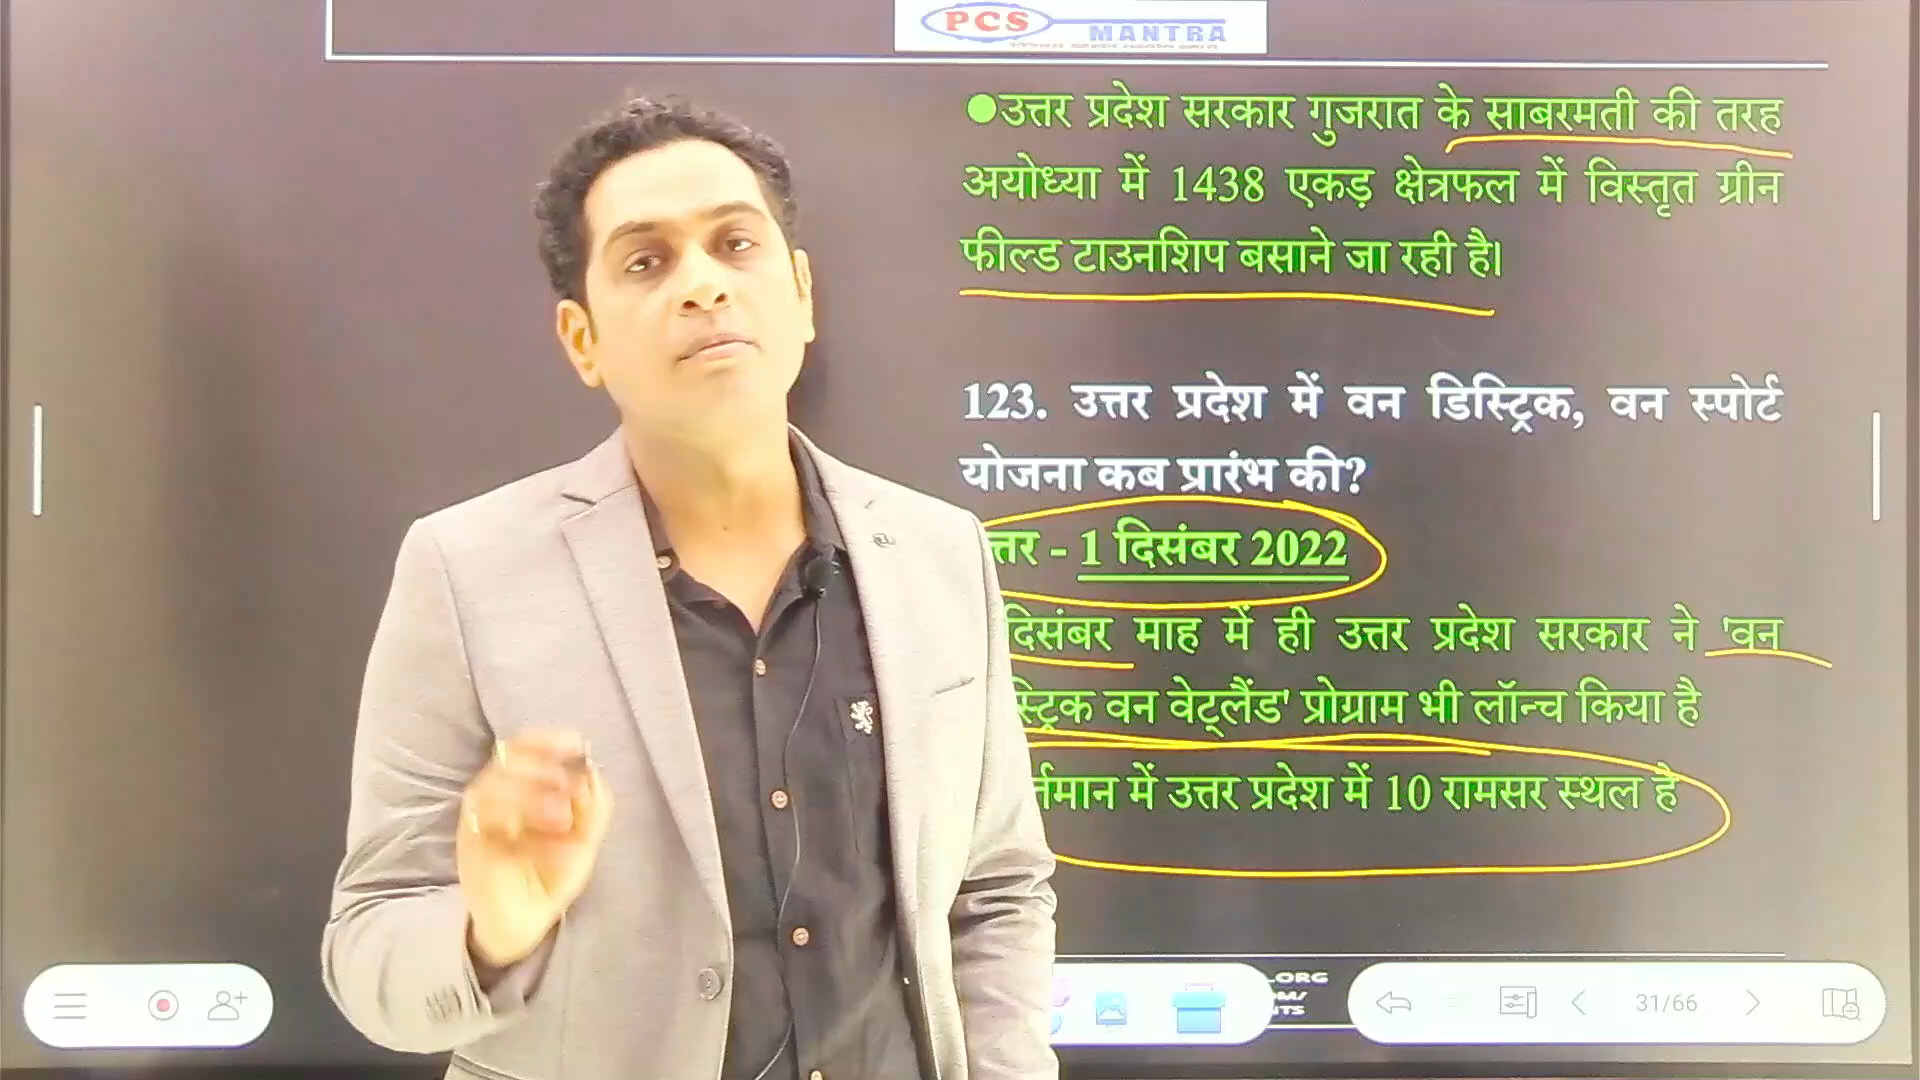 PCS
MANTRA
●उत्तर प्रदेश सरकार गुजरात के साबरमती की तरह
अयोध्या में 1438 एकड़ क्षेत्रफल में विस्तृत ग्रीन
फील्ड टाउनशिप बसाने जा रही है।
123. उत्तर प्रदेश में वन डिस्ट्रिक, वन स्पोर्ट
योजना कब प्रारंभ की?
त्तर - 1 दिसंबर 2022
दिसंबर माह में ही उत्तर प्रदेश सरकार ने 'वन
स्ट्रिक वन वेट्लैंड' प्रोग्राम भी लॉन्च किया है
र्तमान में उत्तर प्रदेश में 10 रामसर स्थल है
.ORG
31/66